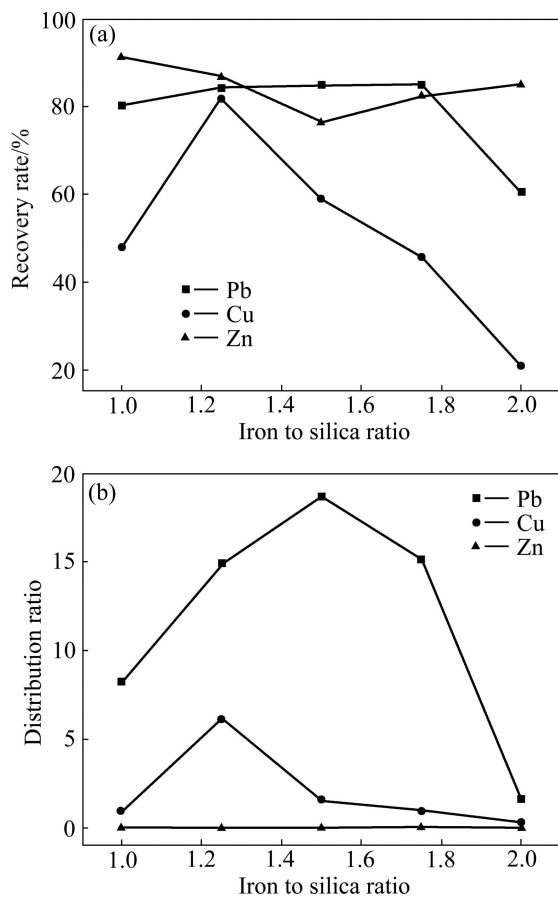 (a)
Recovery rate/%
100
80
60
40
20
Pb
Cu
Zn
1.0 1.2 1.4 1.6 1.8 2.0
Iron to silica ratio
(b)
Distribution ratio
20
15
10
5
0
Pb
Cu
Zn
1.0 1.2 1.4 1.6 1.8 2.0
Iron to silica ratio